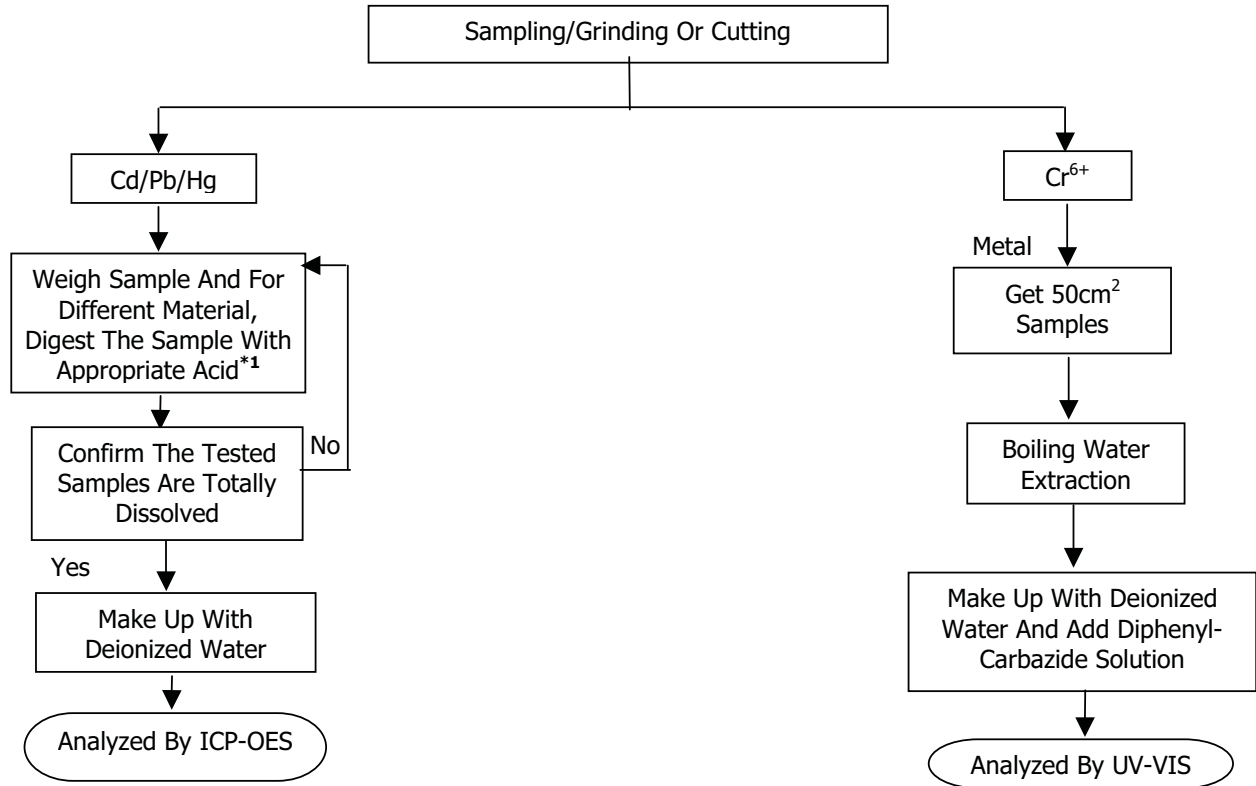 Sampling/Grinding Or Cutting
Cd/Pb/Hg
Weigh Sample And For
Different Material,
Digest The Sample With
Appropriate Acid*1
No
Confirm The Tested
Samples Are Totally
Dissolved
Yes
Make Up With
Deionized Water
Analyzed By ICP-OES
Cr6+
Metal
Get 50cm2
Samples
Boiling Water
Extraction
Make Up With Deionized
Water And Add Diphenyl-
Carbazide Solution
Analyzed By UV-VIS